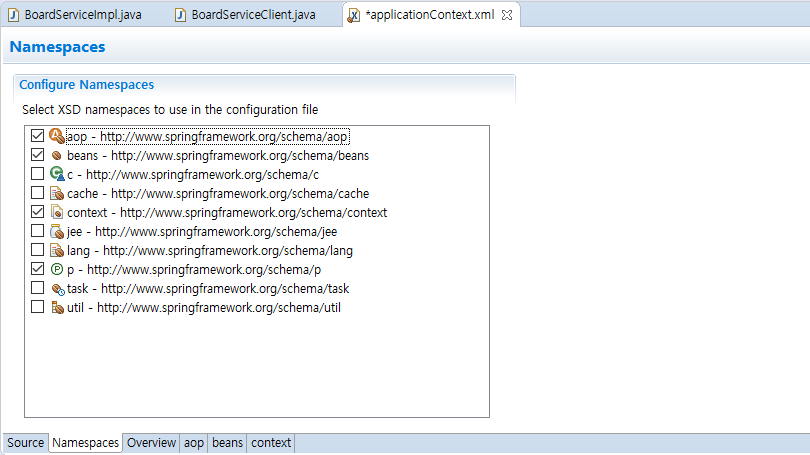 BoardServiceImpl.java BoardServiceClient.java *applicationContext.xml
Namespaces
Configure Namespaces
Select XSD namespaces to use in the configuration file
aop - http://www.springframework.org/schema/aop
beans - http://www.springframework.org/schema/beans
c - http://www.springframework.org/schema/c
cache - http://www.springframework.org/schema/cache
context - http://www.springframework.org/schema/context
jee - http://www.springframework.org/schema/jee
lang - http://www.springframework.org/schema/lang
p - http://www.springframework.org/schema/p
task - http://www.springframework.org/schema/task
util - http://www.springframework.org/schema/util
Source Namespaces Overview aop beans context